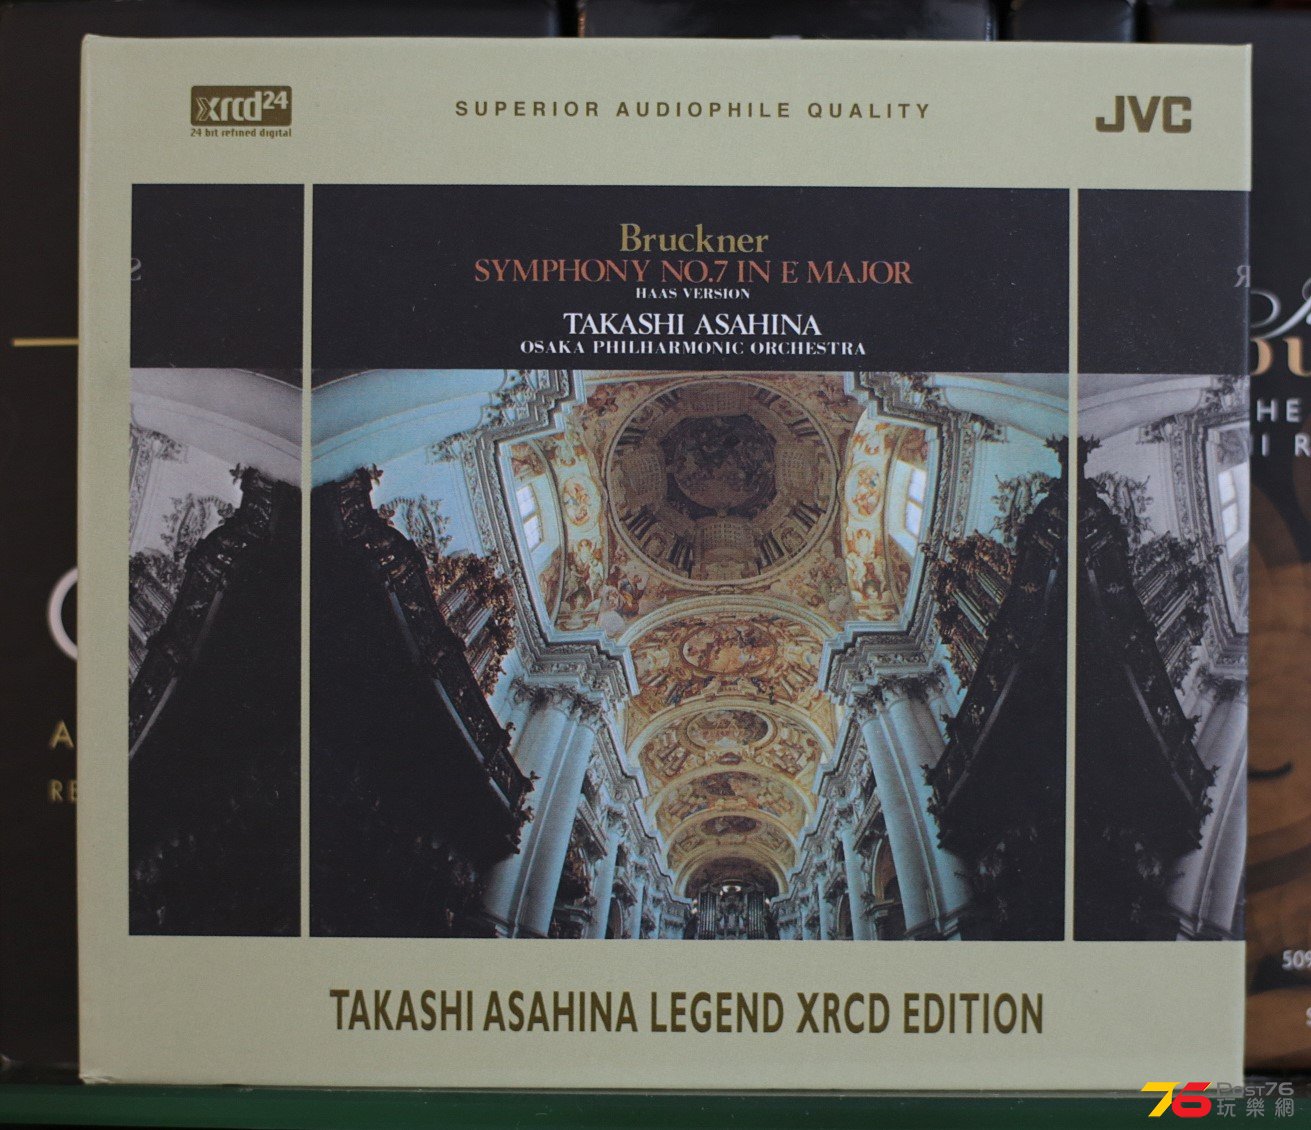 xrcd24
24 bit refined digital
SUPERIOR AUDIOPHILE QUALITY
JVC
Bruckner
SYMPHONY NO.7 IN E MAJOR
HAAS VERSION
TAKASHI ASAHINA
OSAKA PHILHARMONIC ORCHESTRA
TAKASHI ASAHINA LEGEND XRCD EDITION
76 Post76
玩樂網